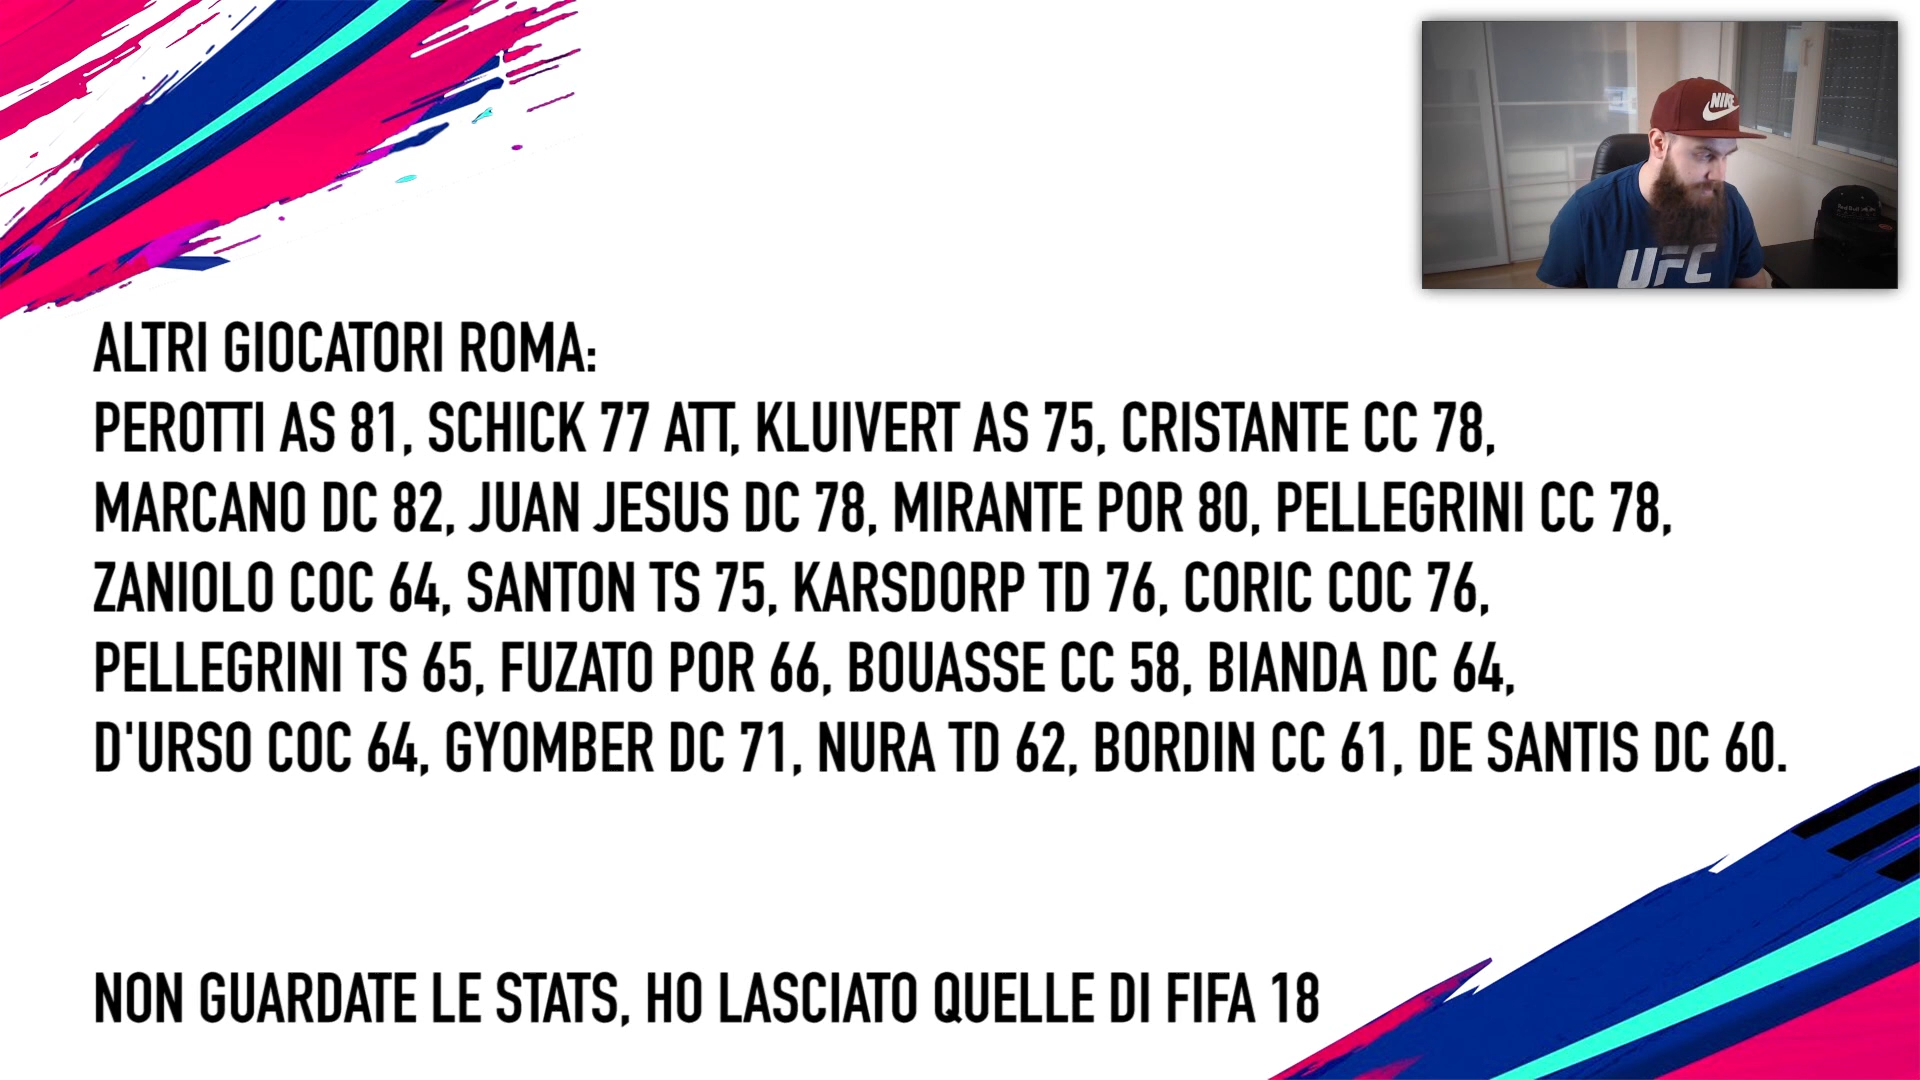 NIKE
UFC
ALTRI GIOCATORI ROMA:
PEROTTI AS 81, SCHICK 77 ATT, KLUIVERT AS 75, CRISTANTE CC 78,
MARCANO DC 82, JUAN JESUS DC 78, MIRANTE POR 80, PELLEGRINI CC 78,
ZANIOLO COC 64, SANTON TS 75, KARSDORP TD 76, CORIC COC 76,
PELLEGRINI TS 65, FUZATO POR 66, BOUASSE CC 58, BIANDA DC 64,
D'URSO COC 64, GYOMBER DC 71, NURA TD 62, BORDIN CC 61, DE SANTIS DC 60.
NON GUARDATE LE STATS, HO LASCIATO QUELLE DI FIFA 18